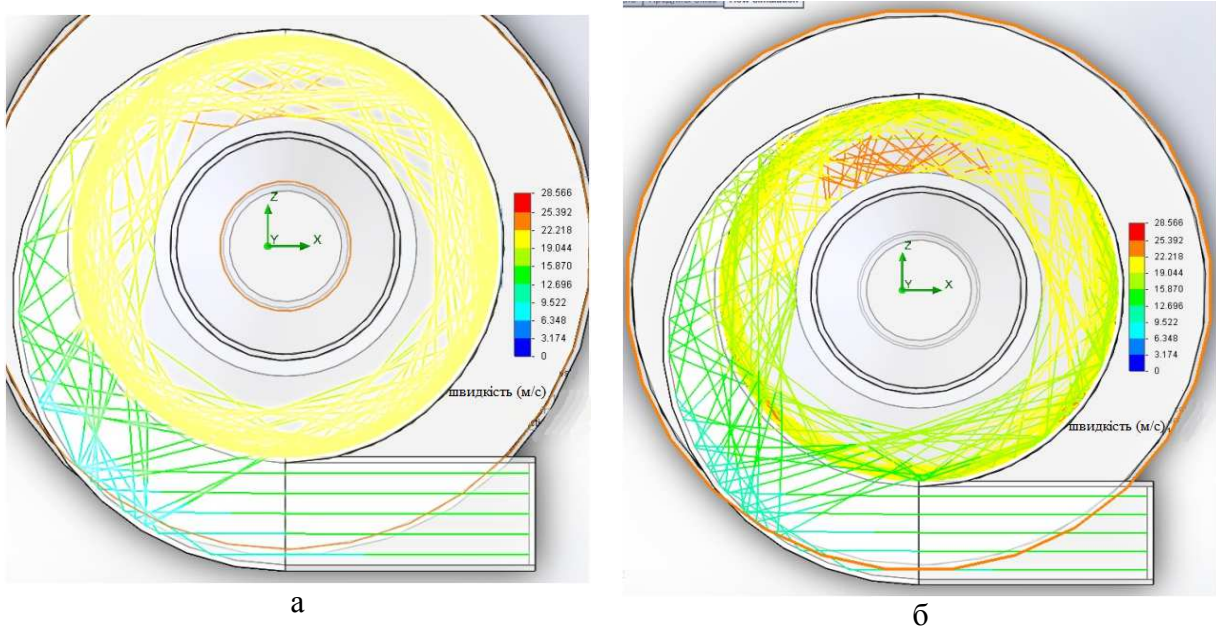 Flow Simulation
Z
Y
X
28.566
25.392
22.218
19.044
15.870
12.696
9.522
6.348
3.174
0
швидкість (м/с)
Z
Y
X
28.566
25.392
22.218
19.044
15.870
12.696
9.522
6.348
3.174
0
швидкість (м/с)
а
б